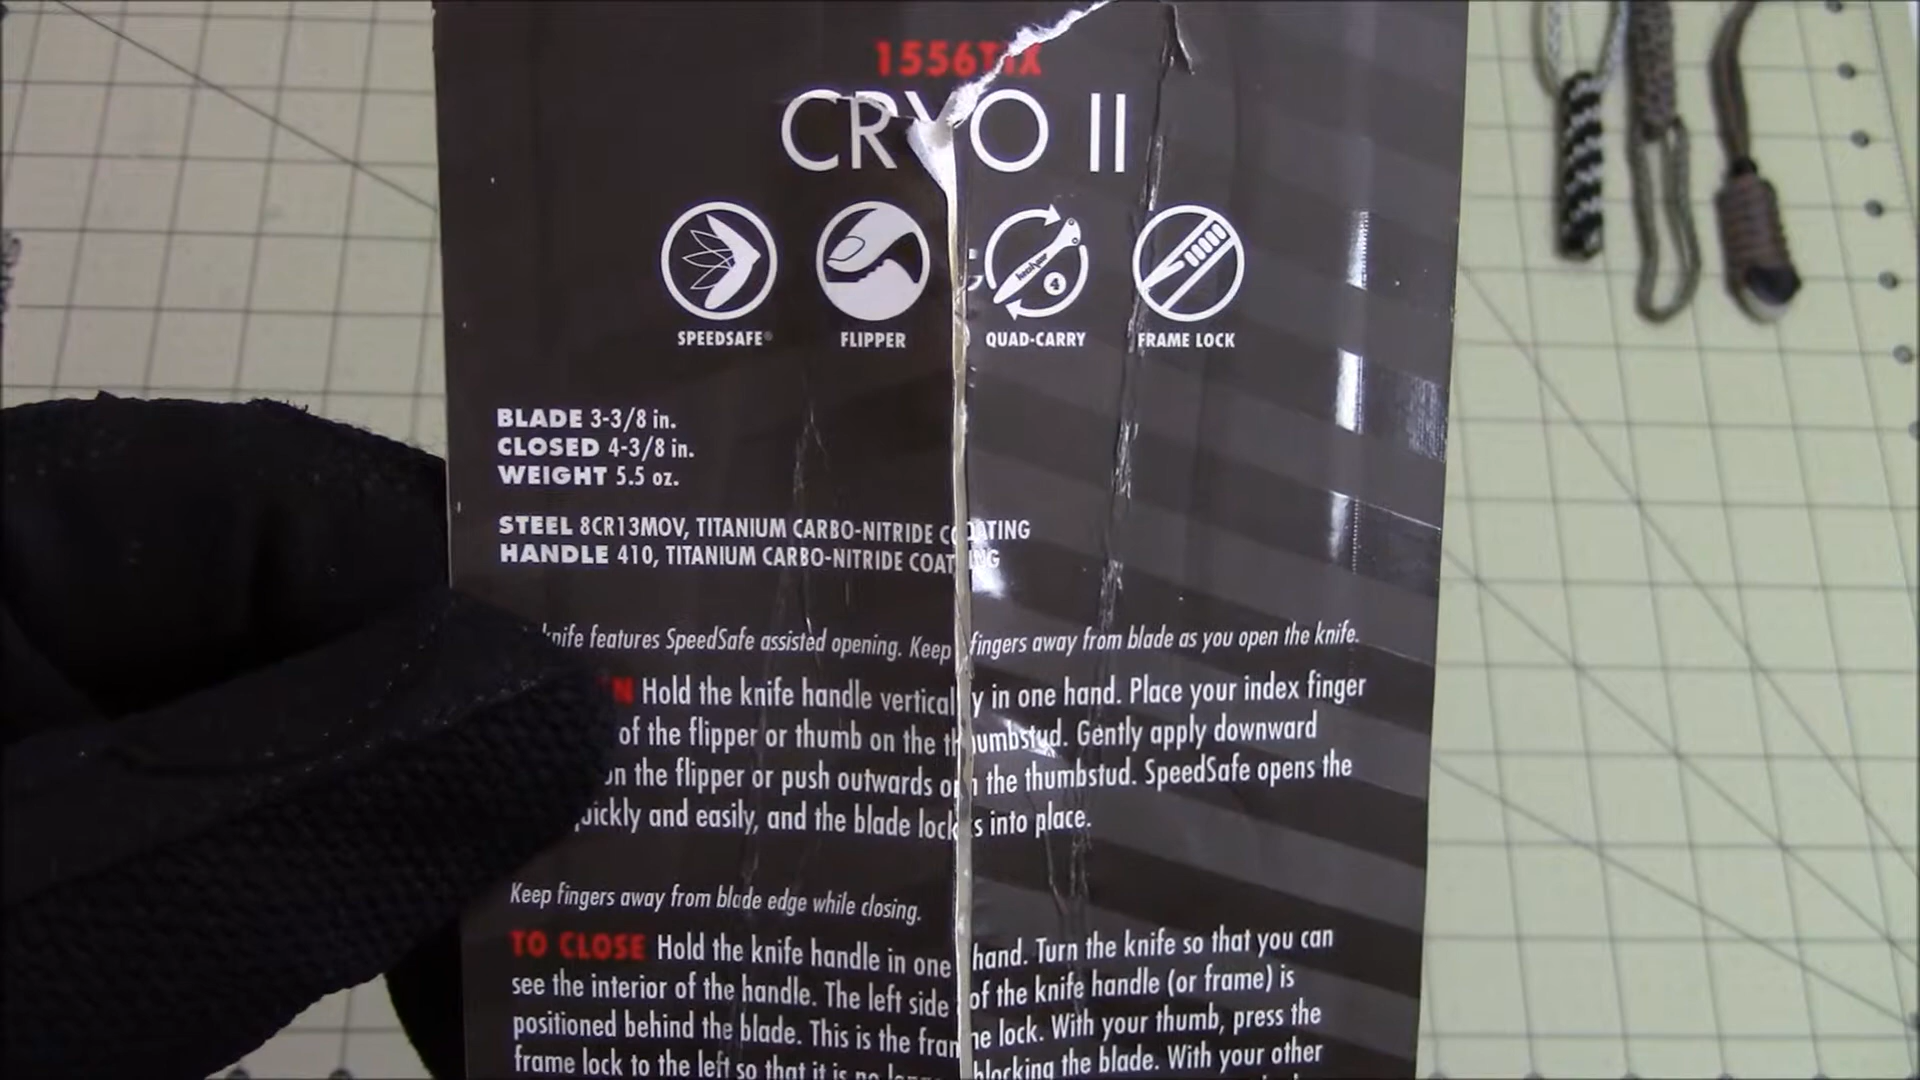 1556TIX
CRYO II
SPEEDSAFE® FLIPPER QUAD-CARRY FRAME LOCK
BLADE 3-3/8 in.
CLOSED 4-3/8 in.
WEIGHT 5.5 oz.
STEEL 8CR13MOV, TITANIUM CARBO-NITRIDE COATING
HANDLE 410, TITANIUM CARBO-NITRIDE COATING
knife features SpeedSafe assisted opening. Keep fingers away from blade as you open the knife.
Hold the knife handle vertically in one hand. Place your index finger
of the flipper or thumb on the thumbstud. Gently apply downward
on the flipper or push outwards on the thumbstud. SpeedSafe opens the
quickly and easily, and the blade locks into place.
Keep fingers away from blade edge while closing.
TO CLOSE Hold the knife handle in one hand. Turn the knife so that you can
see the interior of the handle. The left side of the knife handle (or frame) is
positioned behind the blade. This is the frame lock. With your thumb, press the
frame lock to the left so that it is no longer blocking the blade. With your other